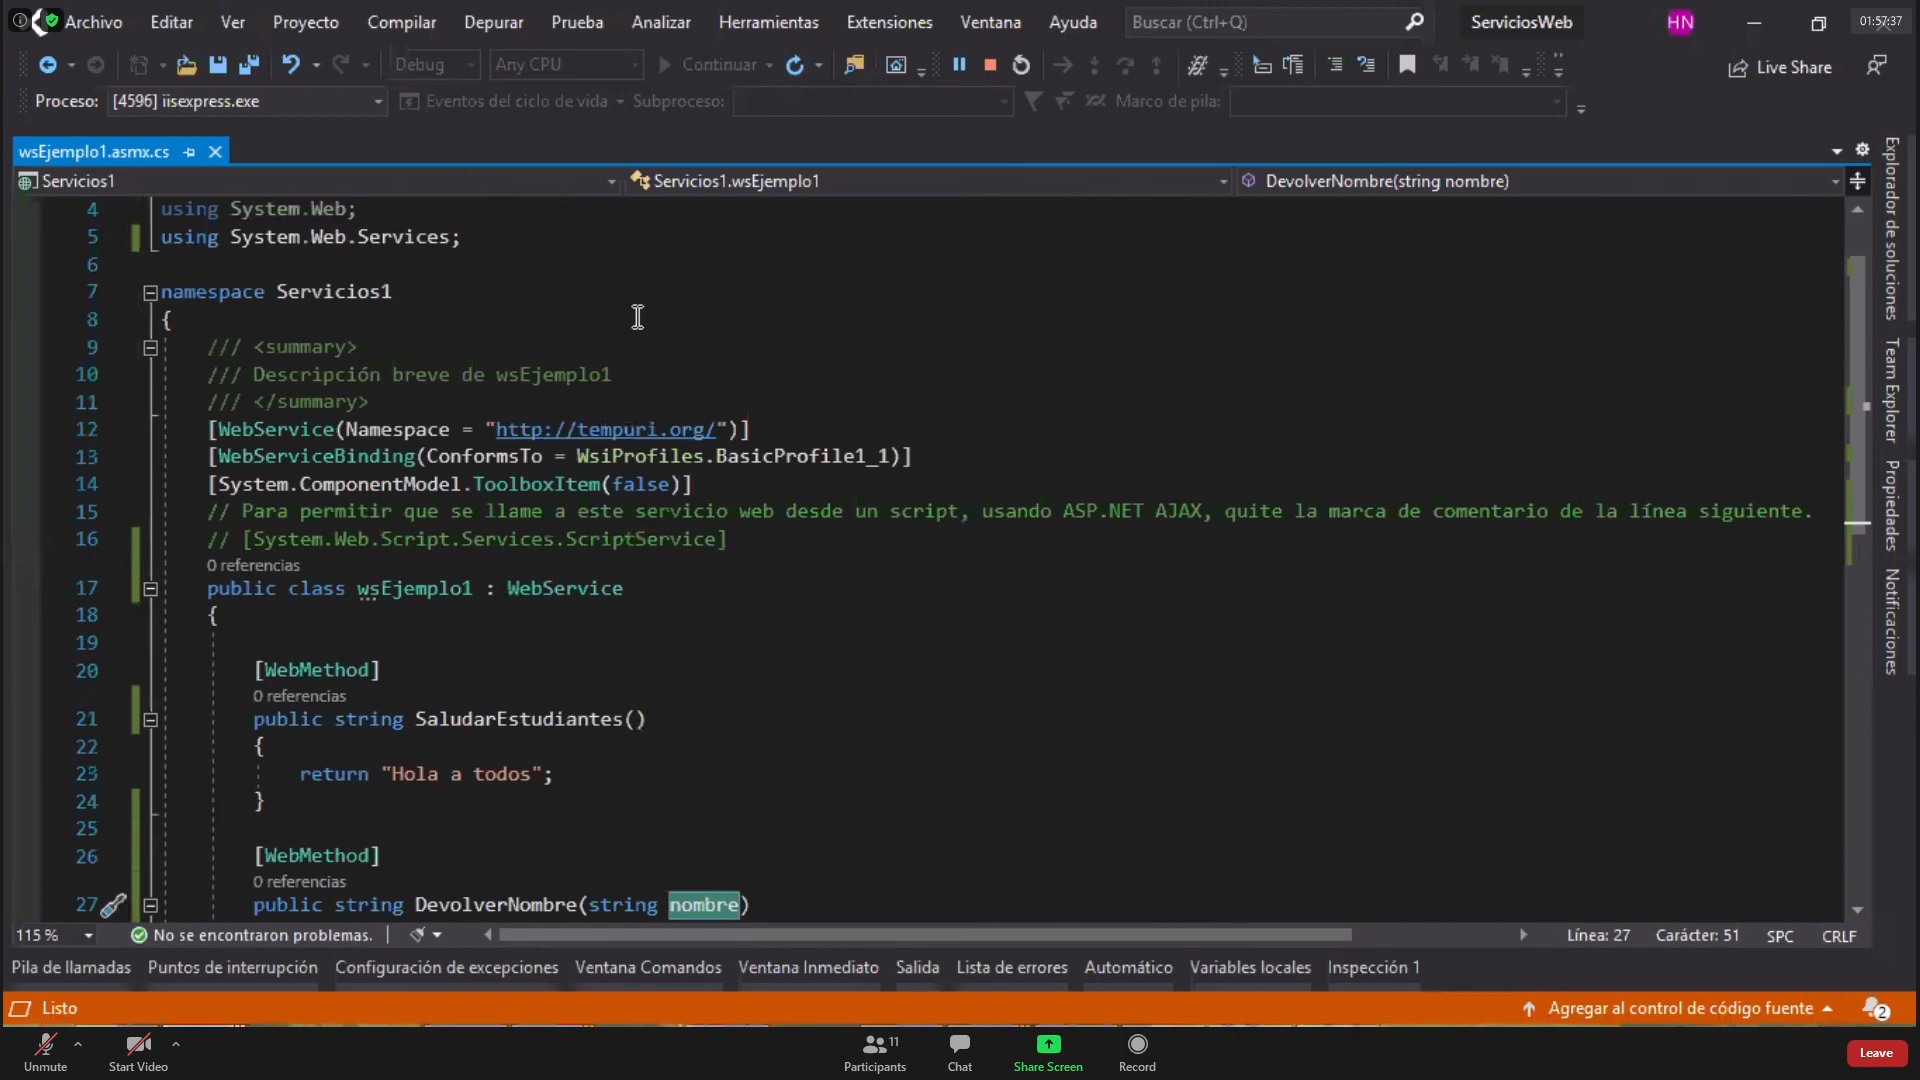 Archivo Editar Ver Proyecto Compilar Depurar Prueba Analizar Herramientas Extensiones Ventana Ayuda Buscar (Ctrl+Q) ServiciosWeb HN 01:57:37
Debug Any CPU Continuar Live Share
Proceso: [4596] iisexpress.exe Eventos del ciclo de vida Subproceso: Marco de pila:
wsEjemplo1.asmx.cs
Servicios1 Servicios1.wsEjemplo1 DevolverNombre(string nombre)
4 using System.Web;
5 using System.Web.Services;
6
7 namespace Servicios1
8 {
9 /// <summary>
10 /// Descripción breve de wsEjemplo1
11 /// </summary>
12 [WebService(Namespace = "http://tempuri.org/")]
13 [WebServiceBinding(ConformsTo = WsiProfiles.BasicProfile1_1)]
14 [System.ComponentModel.ToolboxItem(false)]
15 // Para permitir que se llame a este servicio web desde un script, usando ASP.NET AJAX, quite la marca de comentario de la línea siguiente.
16 // [System.Web.Script.Services.ScriptService]
0 referencias
17 public class wsEjemplo1 : WebService
18 {
19
20 [WebMethod]
0 referencias
21 public string SaludarEstudiantes()
22 {
23 return "Hola a todos";
24 }
25
26 [WebMethod]
0 referencias
27 public string DevolverNombre(string nombre)
115 % No se encontraron problemas. Línea: 27 Carácter: 51 SPC CRLF
Pila de llamadas Puntos de interrupción Configuración de excepciones Ventana Comandos Ventana Inmediato Salida Lista de errores Automático Variables locales Inspección 1
Listo Agregar al control de código fuente 2
Explorador de soluciones
Team Explorer
Propiedades
Notificaciones
Unmute Start Video Participants 11 Chat Share Screen Record Leave